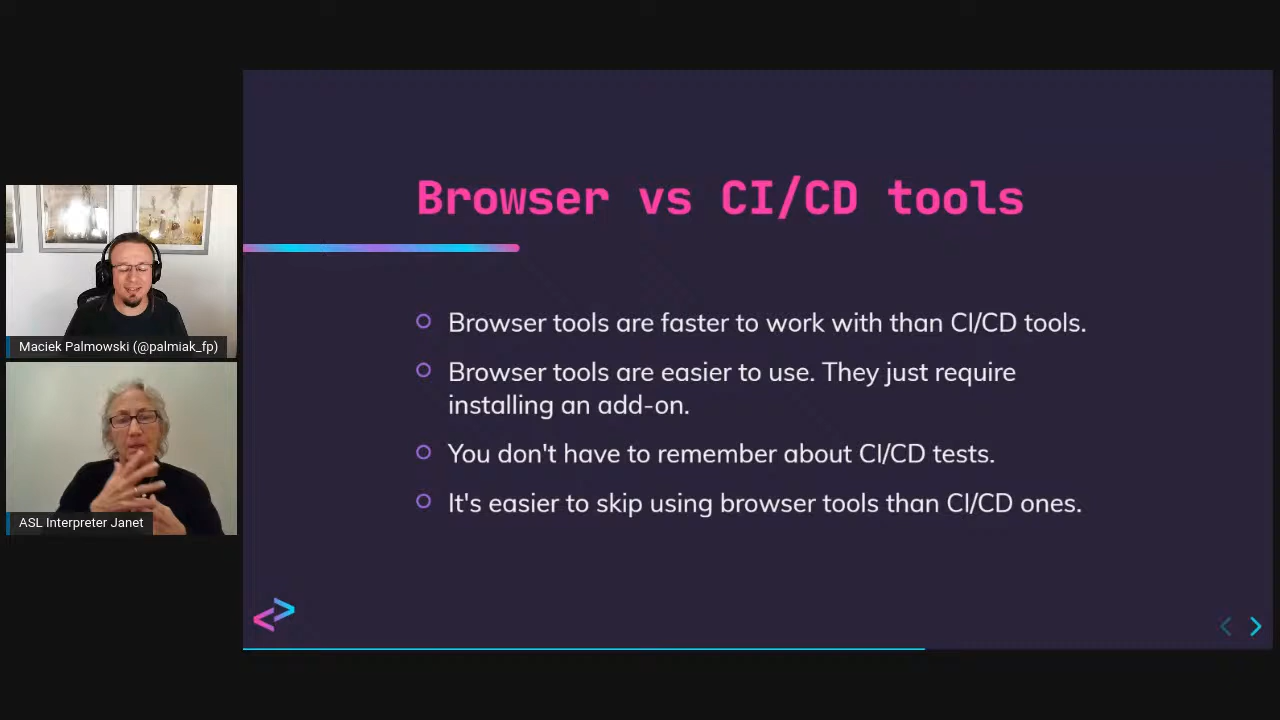 Browser vs CI/CD tools
Browser tools are faster to work with than CI/CD tools.
Browser tools are easier to use. They just require
installing an add-on.
You don't have to remember about CI/CD tests.
It's easier to skip using browser tools than CI/CD ones.
Maciek Palmowski (@palmiak_fp)
ASL Interpreter Janet